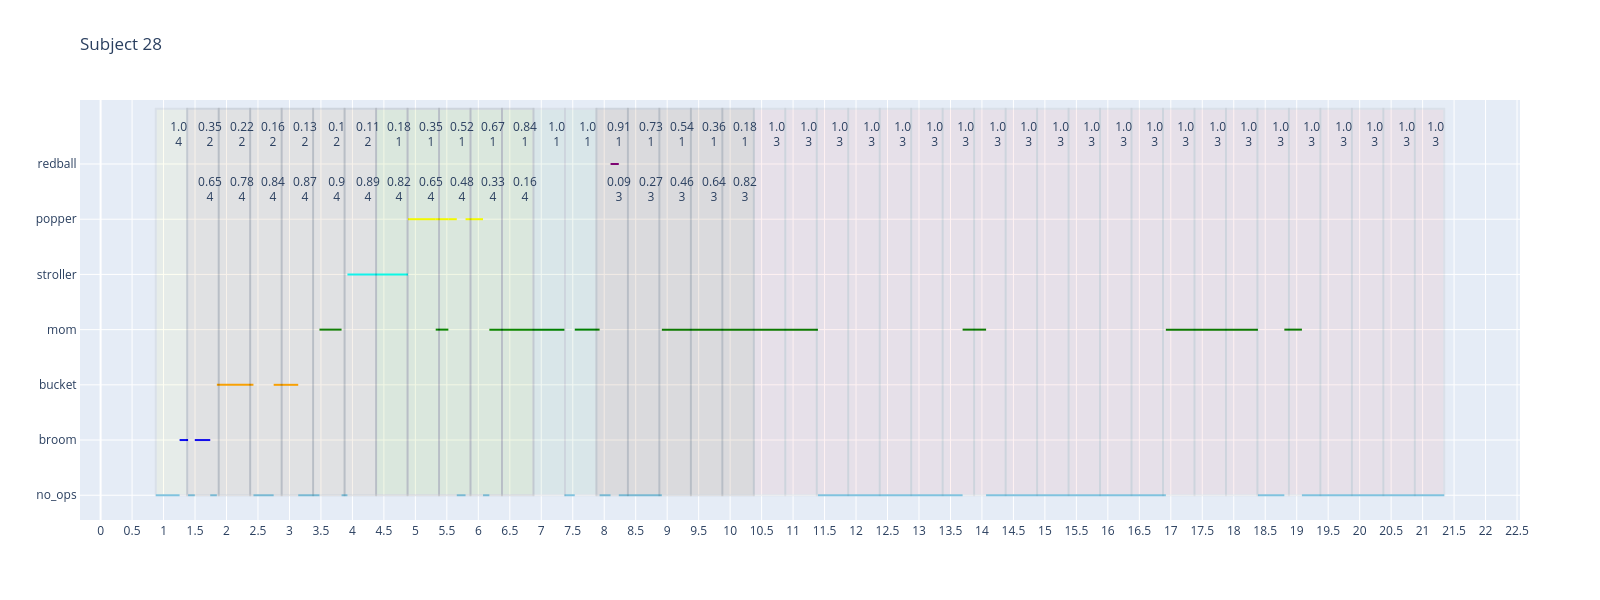 Subject 28
1.0 0.35 0.22 0.16 0.13 0.1 0.11 0.18 0.35 0.52 0.67 0.84 1.0 1.0 0.91 0.73 0.54 0.36 0.18 1.0 1.0 1.0 1.0 1.0 1.0 1.0 1.0 1.0 1.0 1.0 1.0 1.0 1.0 1.0 1.0 1.0 1.0 1.0 1.0 1.0 1.0
4 2 2 2 2 2 2 1 1 1 1 1 1 1 1 1 1 1 1 3 3 3 3 3 3 3 3 3 3 3 3 3 3 3 3 3 3 3 3 3 3
redball
0.65 0.78 0.84 0.87 0.9 0.89 0.82 0.65 0.48 0.33 0.16 0.09 0.27 0.46 0.64 0.82
4 4 4 4 4 4 4 4 4 4 4 3 3 3 3 3
popper
stroller
mom
bucket
broom
no_ops
0 0.5 1 1.5 2 2.5 3 3.5 4 4.5 5 5.5 6 6.5 7 7.5 8 8.5 9 9.5 10 10.5 11 11.5 12 12.5 13 13.5 14 14.5 15 15.5 16 16.5 17 17.5 18 18.5 19 19.5 20 20.5 21 21.5 22 22.5